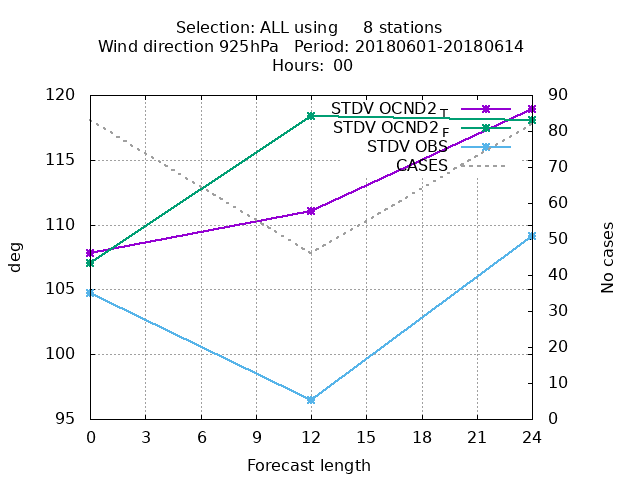 Selection: ALL using     8 stations
Wind direction 925hPa   Period: 20180601-20180614
Hours:  00
120
115
110
105
100
95
90
80
70
60
50
40
30
20
10
0
STDV OCND2_T
STDV OCND2_F
STDV OBS
CASES
deg
No cases
0 3 6 9 12 15 18 21 24
Forecast length